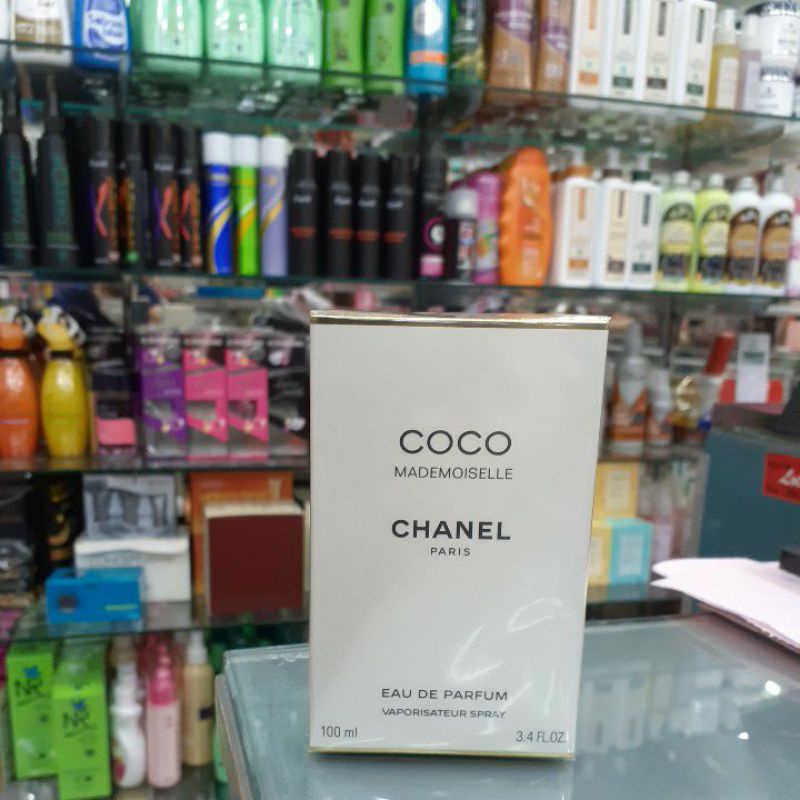 COCO
MADEMOISELLE
CHANEL
PARIS
EAU DE PARFUM
VAPORISATEUR SPRAY
100 ml
3.4 FL.OZ.